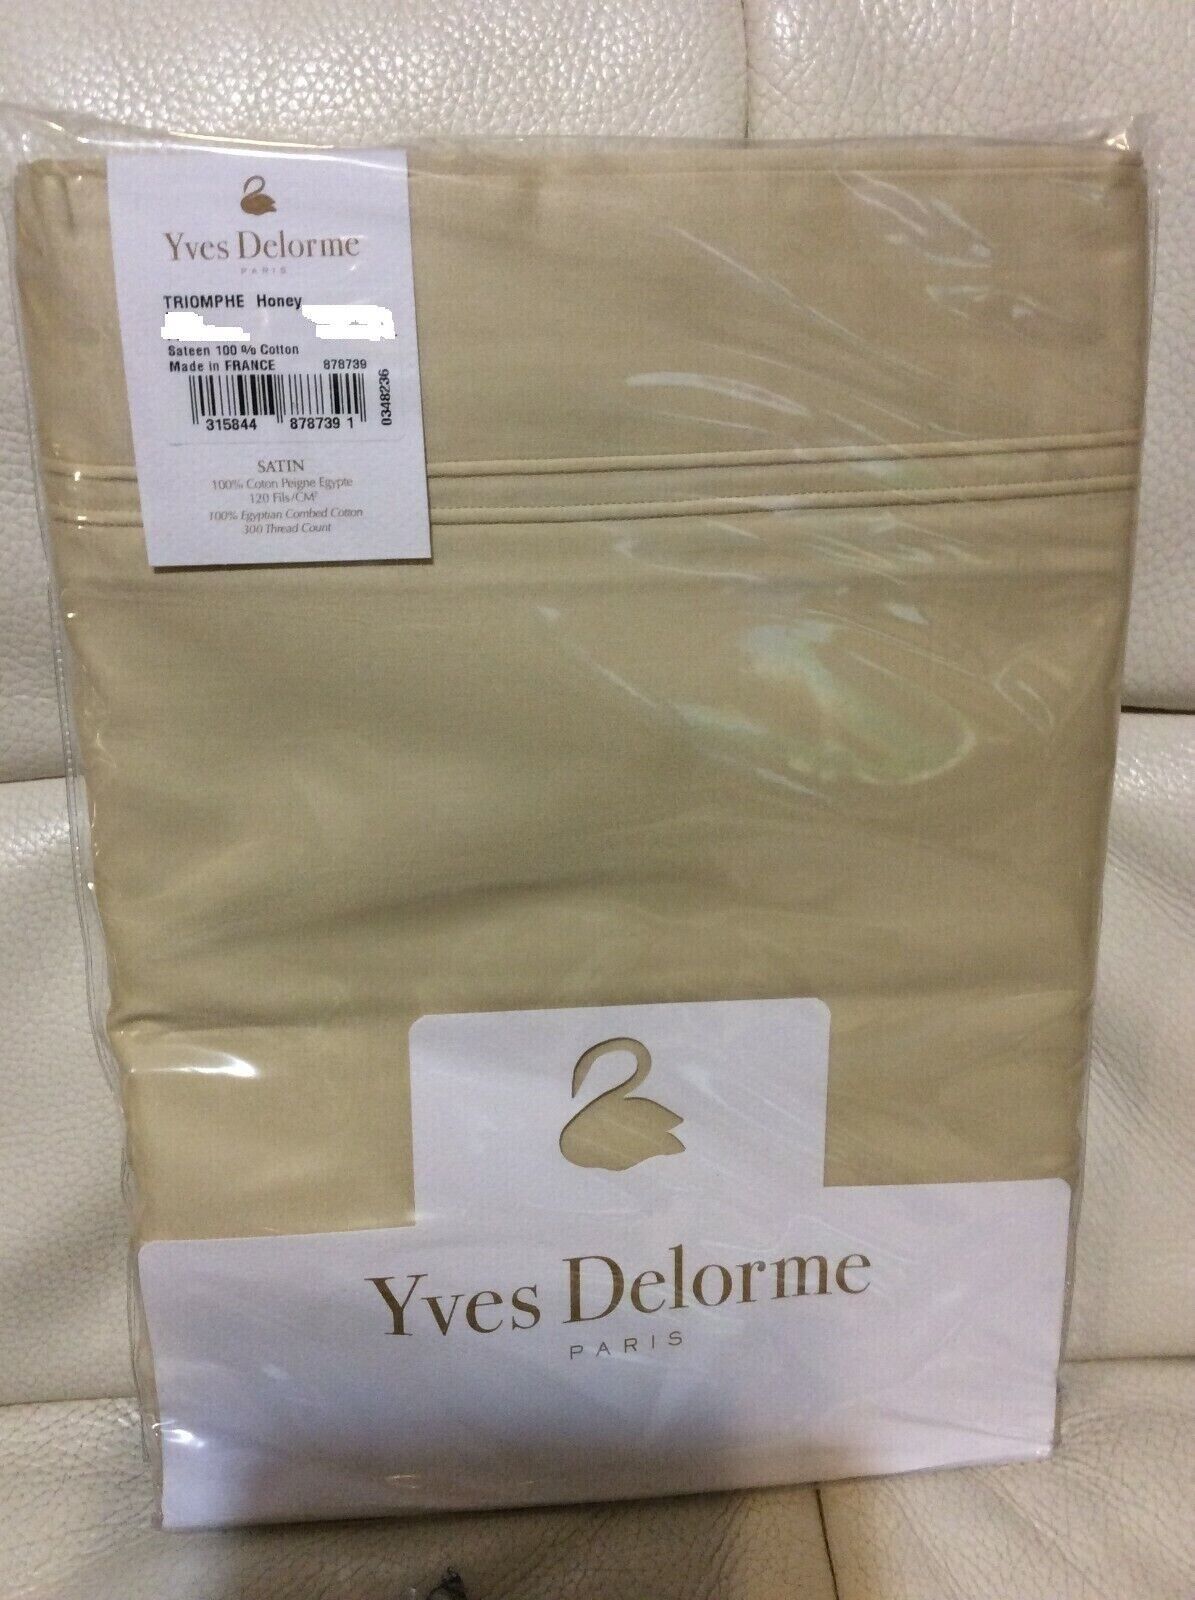 Yves Delorme
PARIS
TRIOMPHE Honey
Sateen 100 % Cotton
Made in FRANCE 878739
315844 878739 1
0348236
SATIN
100% Coton Peigne Egypte
120 Fils/CM²
100% Egyptian Combed Cotton
300 Thread Count
Yves Delorme
PARIS